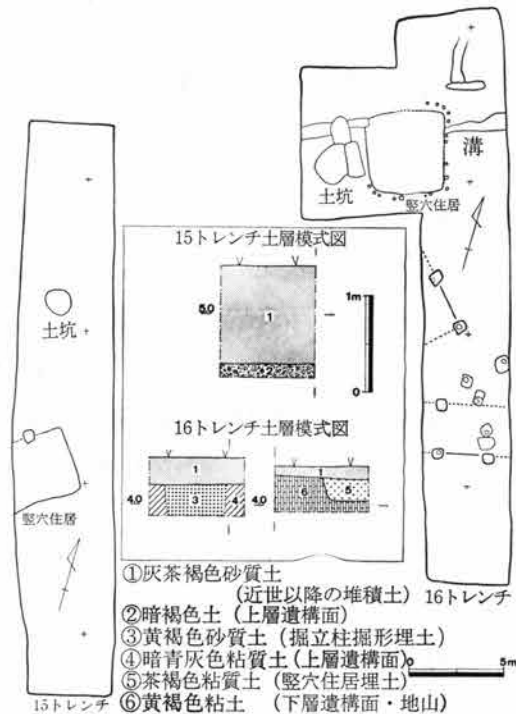 溝
土坑
竪穴住居
15トレンチ土層模式図
5.0
1
2
1m
0
土坑
16トレンチ土層模式図
4.0
1
3
4
4.0
1
6
5
竪穴住居
①灰茶褐色砂質土
(近世以降の堆積土)
16トレンチ
②暗褐色土(上層遺構面)
③黄褐色砂質土(掘立柱掘形埋土)
④暗青灰色粘質土(上層遺構面)
⑤茶褐色粘質土(竪穴住居埋土)
⑥黄褐色粘土 (下層遺構面・地山)
0
5m
15トレンチ